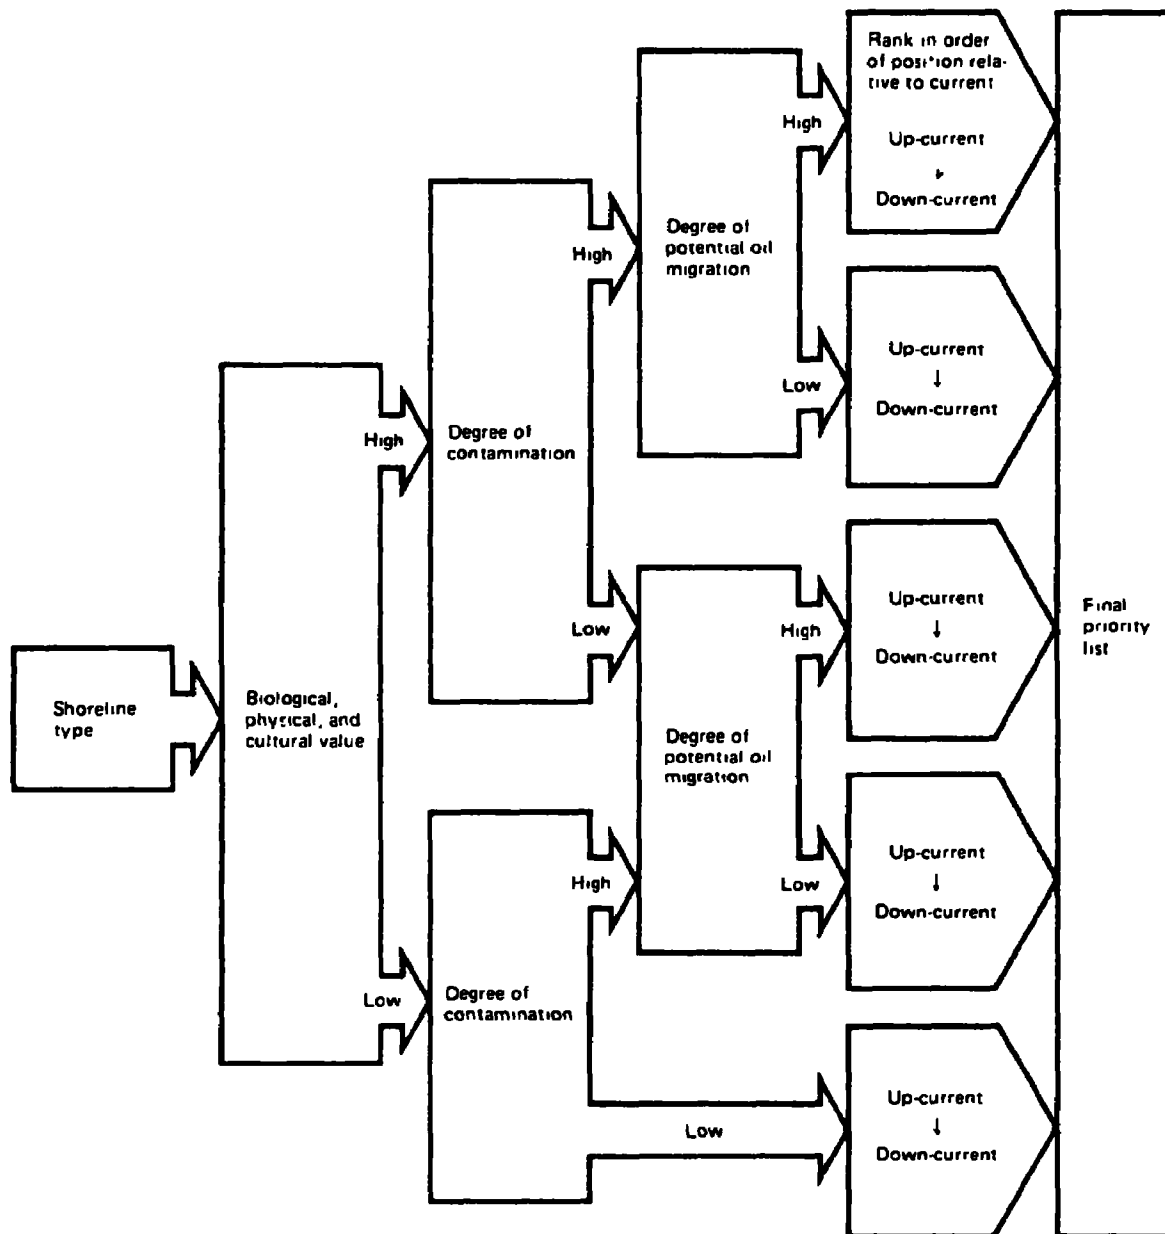 Shoreline
type
Biological,
physical, and
cultural value
High
Low
Degree of
contamination
High
Low
Degree of
contamination
High
Low
Degree of
potential oil
migration
High
Low
Degree of
potential oil
migration
High
Low
Rank in order
of position rela-
tive to current
Up-current
Down-current
Up-current
↓
Down-current
Up-current
↓
Down-current
Up-current
↓
Down-current
Up-current
↓
Down-current
Final
priority
list